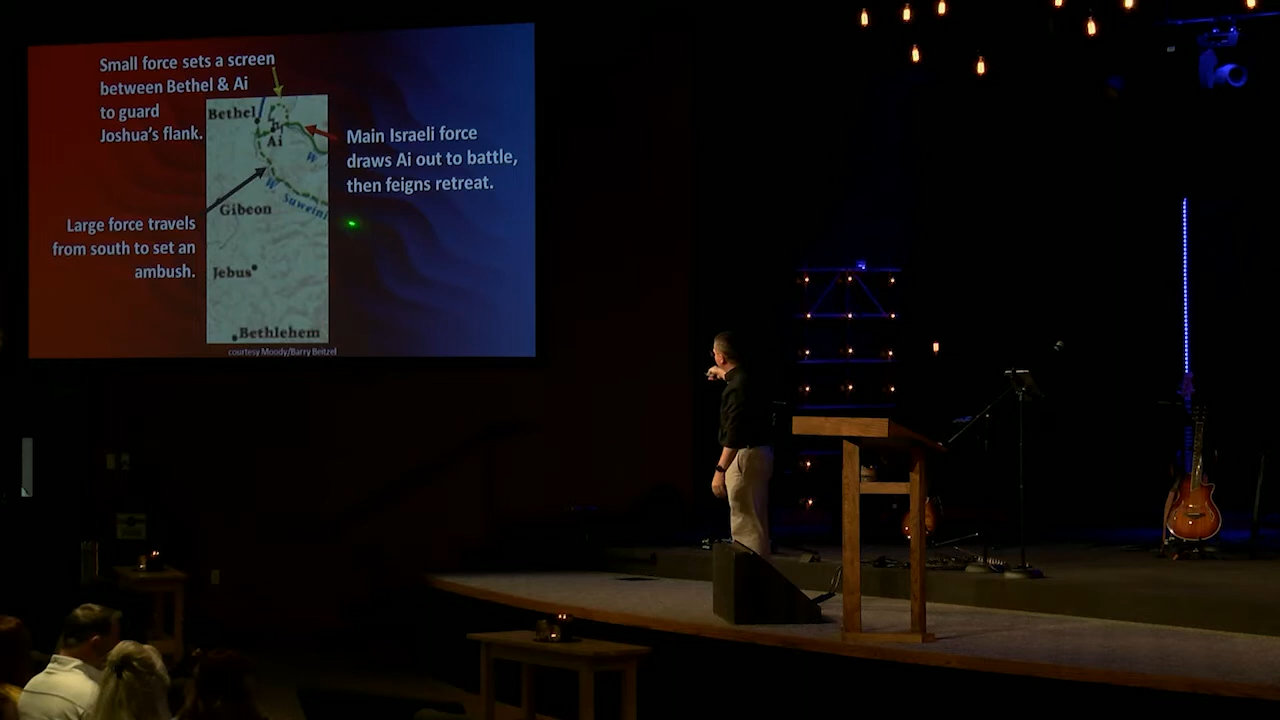 Small force sets a screen
between Bethel & Ai
to guard
Joshua's flank.
Bethel
Ai
W
Main Israeli force
draws Ai out to battle,
then feigns retreat.
W
Suweini
Gibeon
Large force travels
from south to set an
ambush.
Jebus
Bethlehem
courtesy Moody/Barry Beitzel